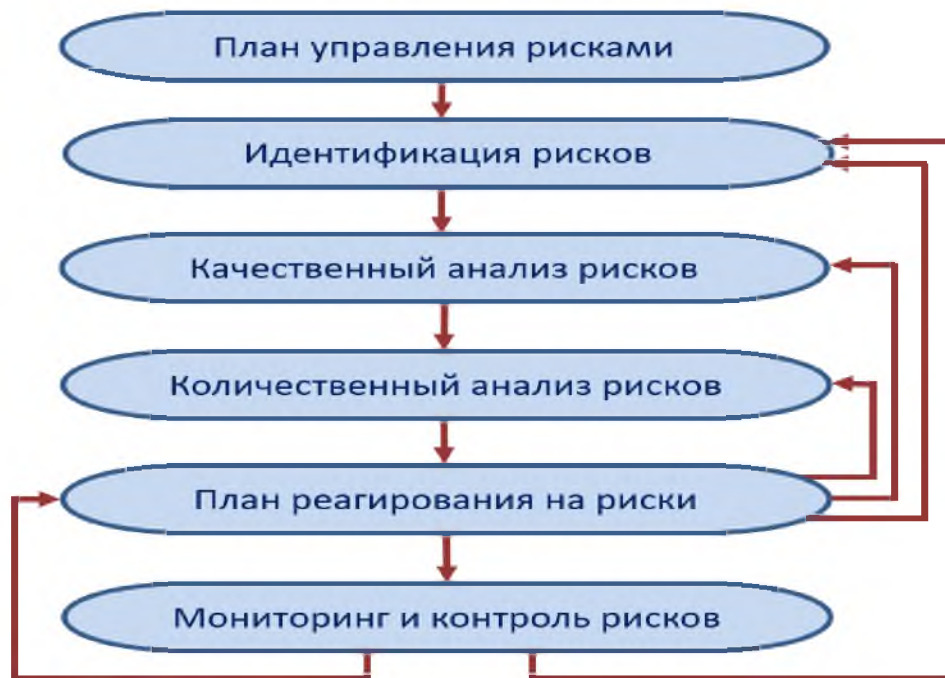 План управления рисками
Идентификация рисков
Качественный анализ рисков
Количественный анализ рисков
План реагирования на риски
Мониторинг и контроль рисков